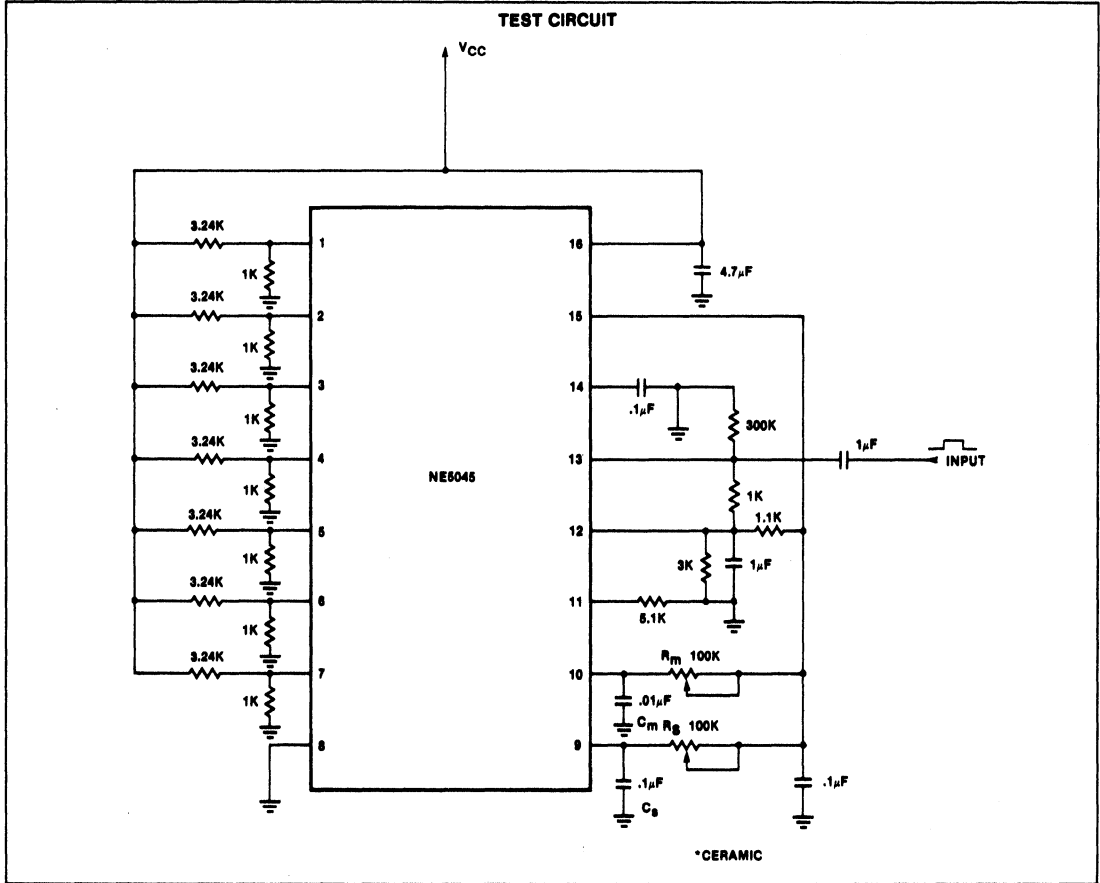 TEST CIRCUIT
VCC
3.24K
1
1K
3.24K
2
1K
3.24K
3
1K
3.24K
4
1K
3.24K
5
1K
3.24K
6
1K
3.24K
7
1K
8
NE5045
16
4.7µF
15
14
.1µF
300K
13
1µF
INPUT
1K
1.1K
12
3K
1µF
11
5.1K
Rm 100K
10
.01µF
Cm Rs 100K
9
.1µF
Cs
.1µF
*CERAMIC